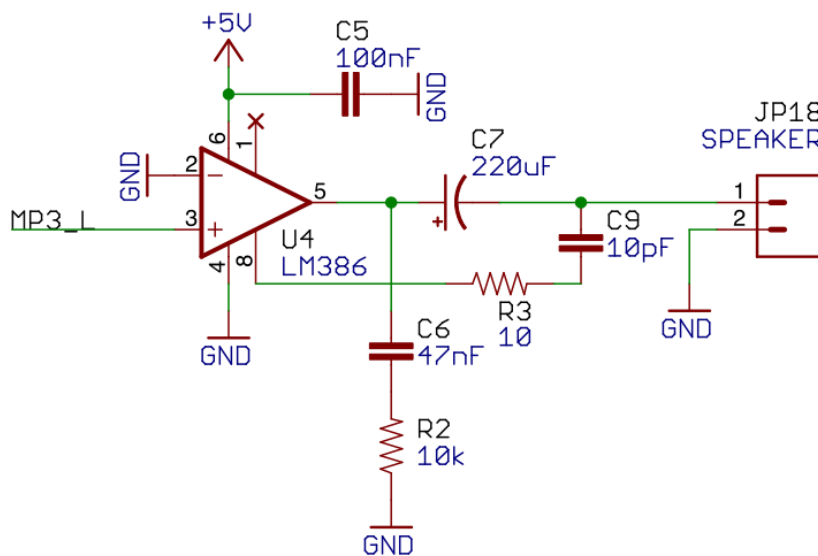 +5V
C5
100nF
GND
6
1
JP18
SPEAKER
C7
220uF
GND
2
-
5
+
1
MP3_L
3
+
U4
LM386
C9
10pF
2
4
8
R3
10
GND
GND
C6
47nF
R2
10k
GND